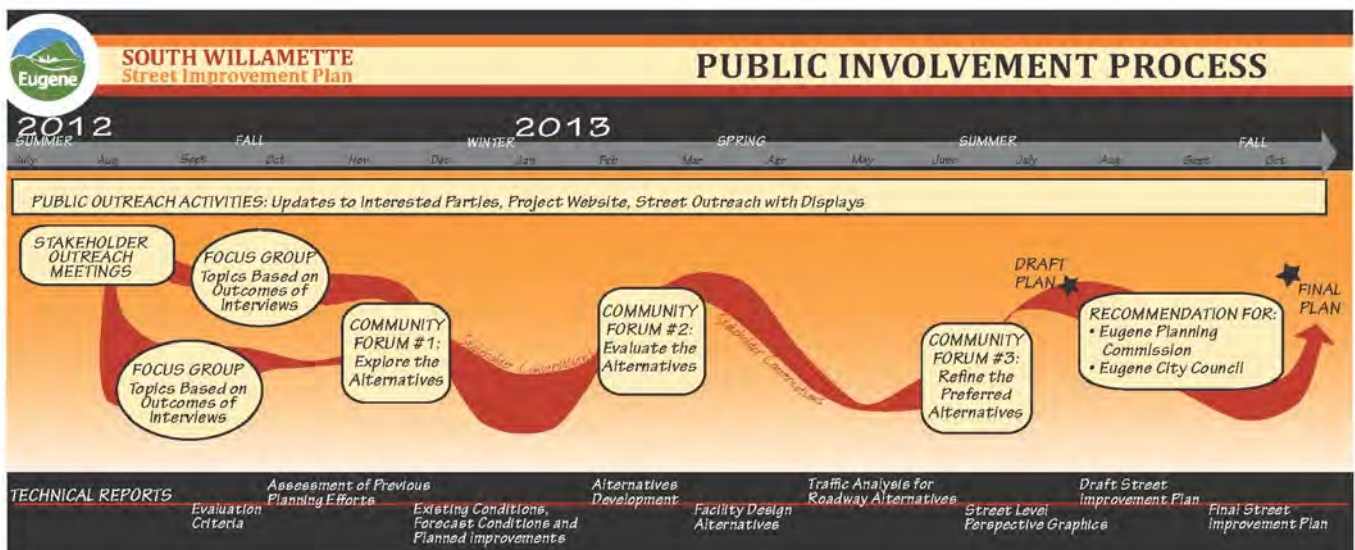 Eugene
SOUTH WILLAMETTE
Street Improvement Plan
PUBLIC INVOLVEMENT PROCESS
2012
2013
SUMMER
FALL
WINTER
SPRING
SUMMER
FALL
July
Aug
Sept
Oct
Nov
Dec
Jan
Feb
Mar
Apr
May
June
July
Aug
Sept
Oct
PUBLIC OUTREACH ACTIVITIES: Updates to Interested Parties, Project Website, Street Outreach with Displays
STAKEHOLDER
OUTREACH
MEETINGS
FOCUS GROUP
Topics Based on
Outcomes of
Interviews
FOCUS GROUP
Topics Based on
Outcomes of
Interviews
COMMUNITY
FORUM #1:
Explore the
Alternatives
Stakeholder Conversations
COMMUNITY
FORUM #2:
Evaluate the
Alternatives
Stakeholder Conversations
COMMUNITY
FORUM #3:
Refine the
Preferred
Alternatives
DRAFT
PLAN
RECOMMENDATION FOR:
• Eugene Planning
Commission
• Eugene City Council
FINAL
PLAN
TECHNICAL REPORTS
Evaluation
Criteria
Assessment of Previous
Planning Efforts
Existing Conditions,
Forecast Conditions and
Planned Improvements
Alternatives
Development
Facility Design
Alternatives
Traffic Analysis for
Roadway Alternatives
Street Level
Perspective Graphics
Draft Street
Improvement Plan
Final Street
Improvement Plan